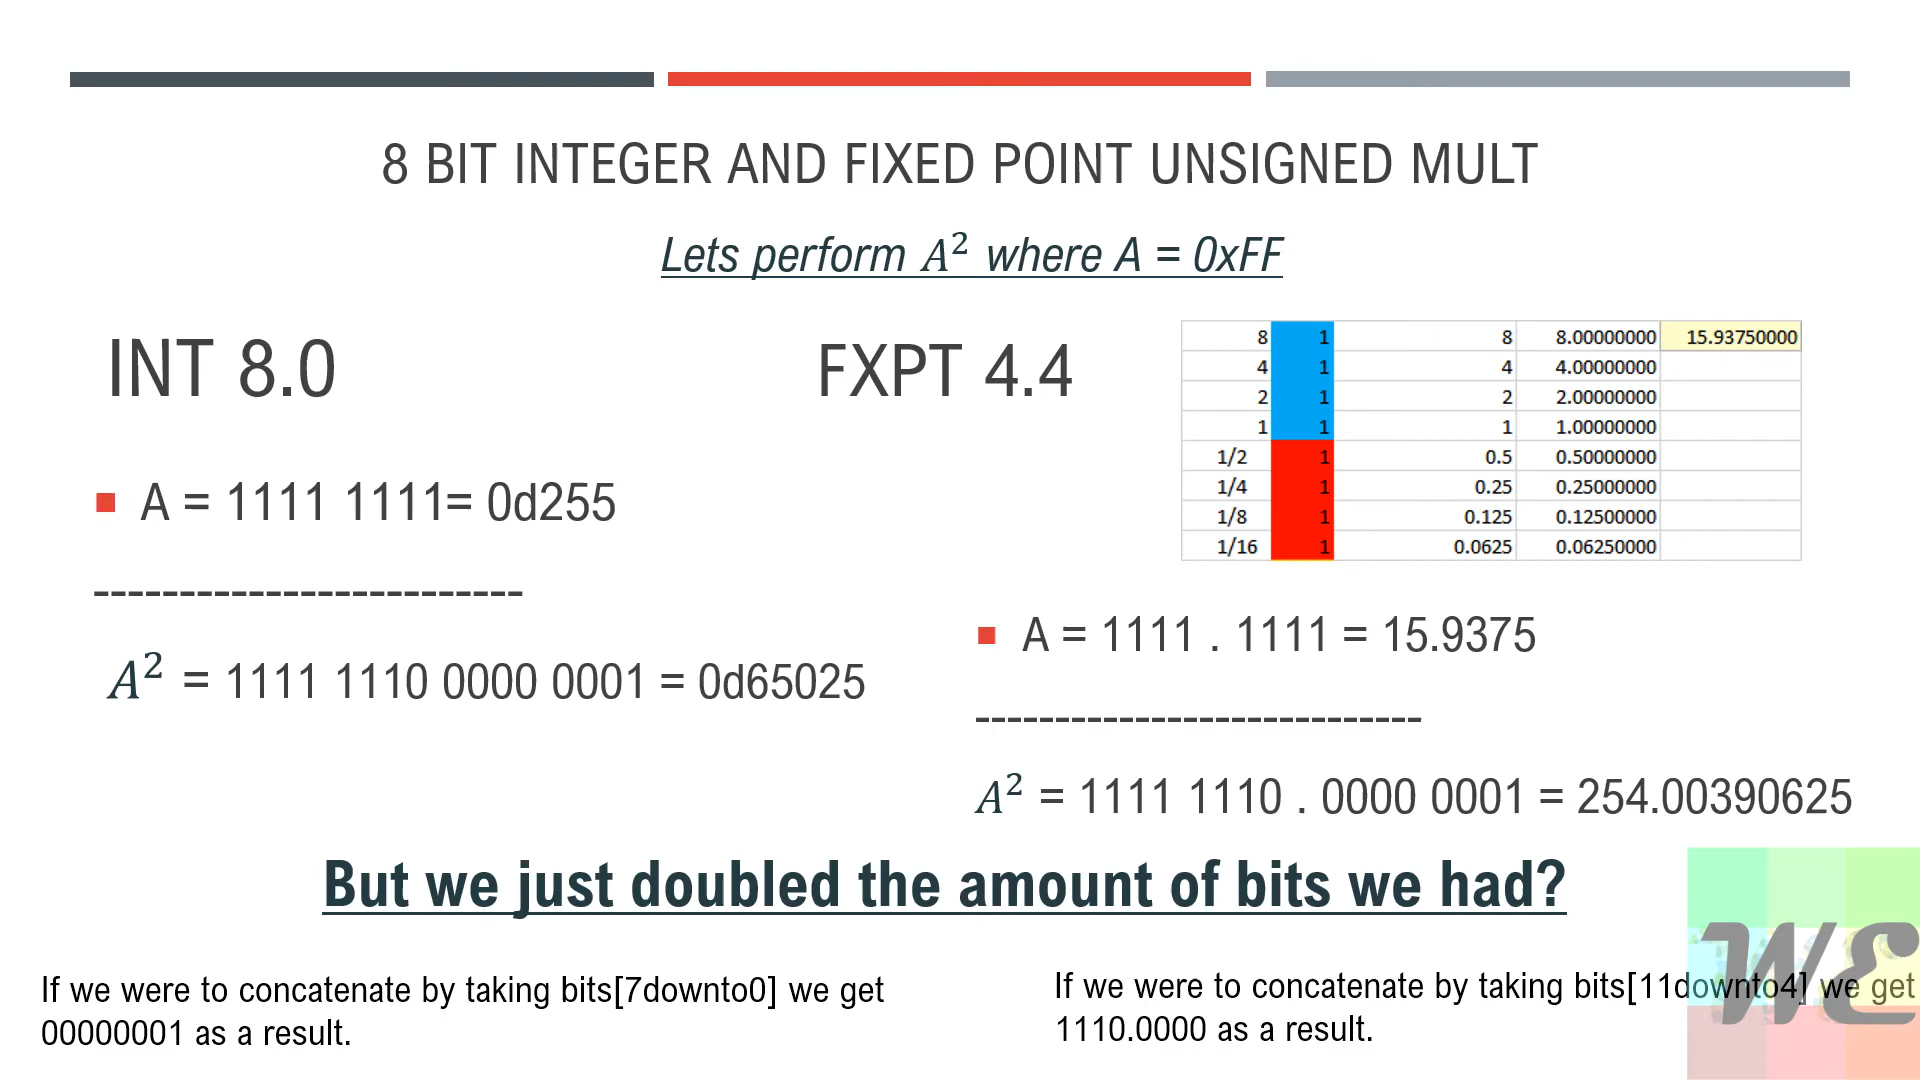 8 BIT INTEGER AND FIXED POINT UNSIGNED MULT
Lets perform A² where A = 0xFF
INT 8.0
A = 1111 1111= 0d255
------------------------
A² = 1111 1110 0000 0001 = 0d65025
FXPT 4.4
8 1 8 8.00000000 15.93750000
4 1 4 4.00000000
2 1 2 2.00000000
1 1 1 1.00000000
1/2 1 0.5 0.50000000
1/4 1 0.25 0.25000000
1/8 1 0.125 0.12500000
1/16 1 0.0625 0.06250000
A = 1111 . 1111 = 15.9375
----------------------------
A² = 1111 1110 . 0000 0001 = 254.00390625
But we just doubled the amount of bits we had?
If we were to concatenate by taking bits[7downto0] we get
00000001 as a result.
If we were to concatenate by taking bits[11downto4] we get
1110.0000 as a result.
WE